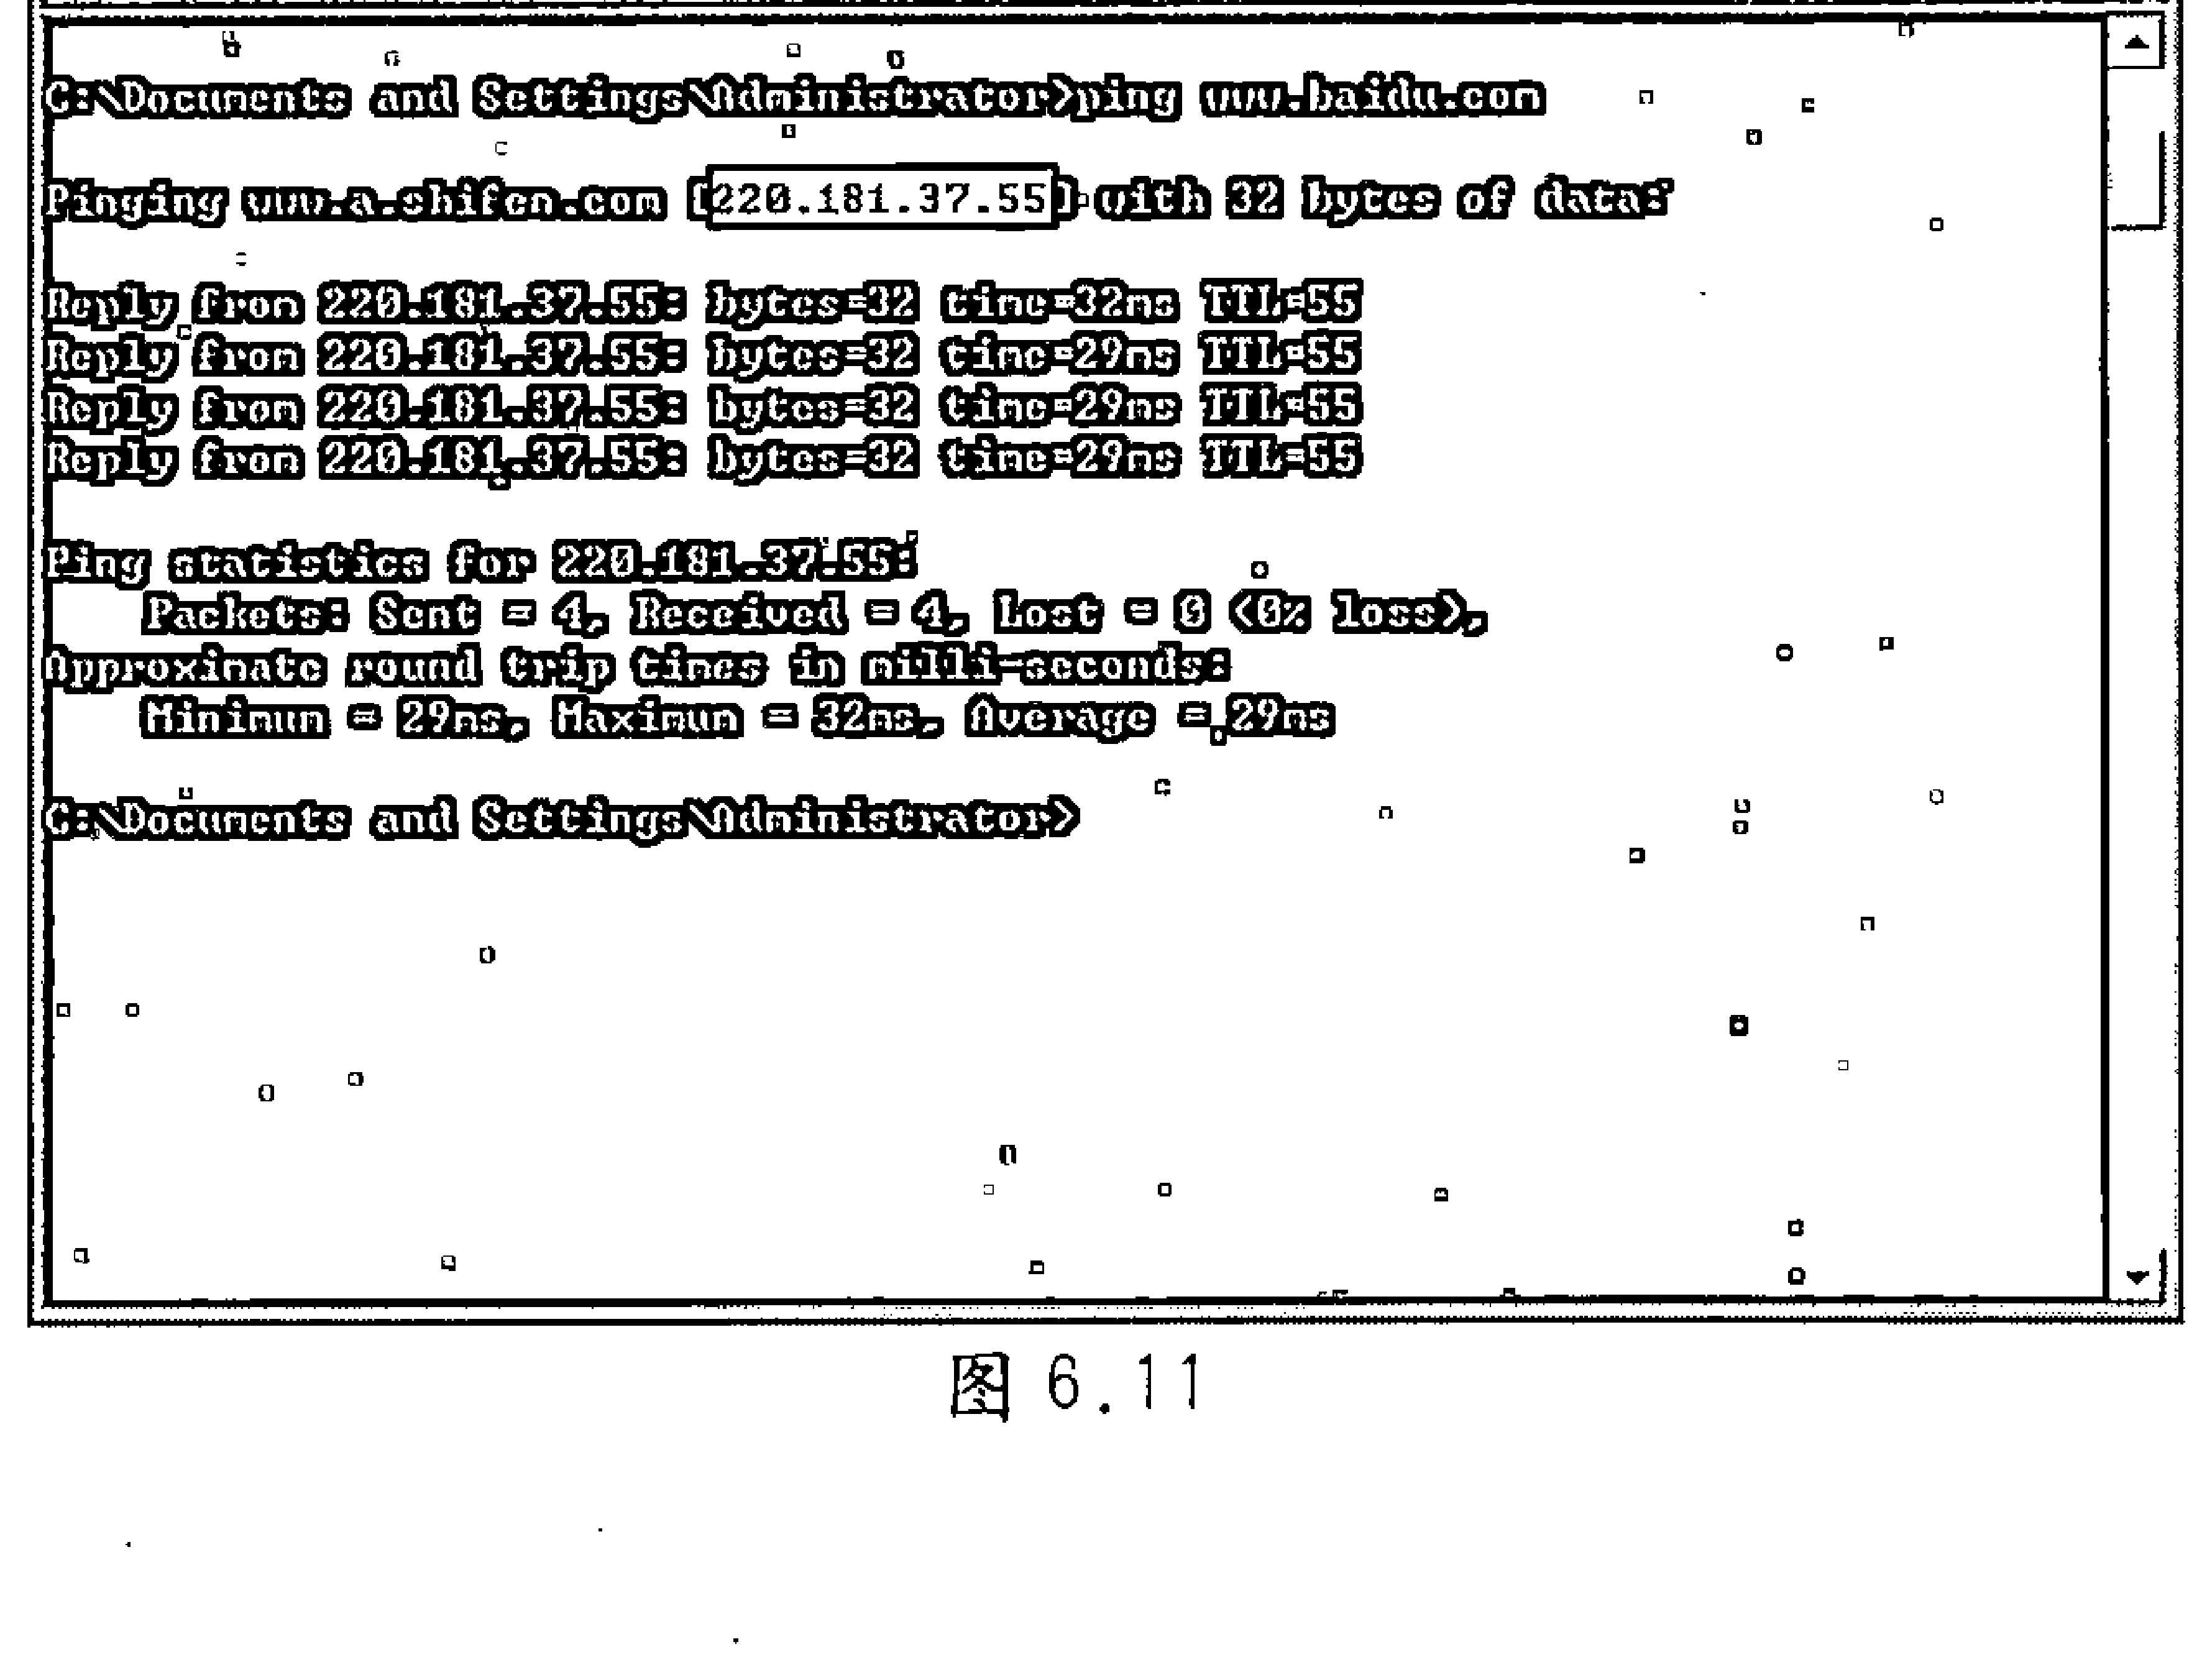 C:\Documents and Settings\Administrator>ping www.baidu.com
Pinging www.a.shifen.com [220.181.37.55] with 32 bytes of data:
Reply from 220.181.37.55: bytes=32 time=32ms TTL=55
Reply from 220.181.37.55: bytes=32 time=29ms TTL=55
Reply from 220.181.37.55: bytes=32 time=29ms TTL=55
Reply from 220.181.37.55: bytes=32 time=29ms TTL=55
Ping statistics for 220.181.37.55:
Packets: Sent = 4, Received = 4, Lost = 0 (0% loss),
Approximate round trip times in milli-seconds:
Minimum = 29ms, Maximum = 32ms, Average = 29ms
C:\Documents and Settings\Administrator>
图 6.11